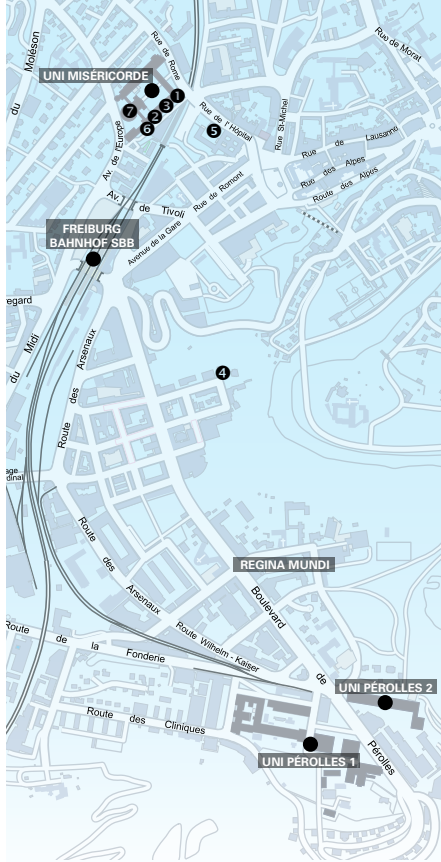 du Moléson
Rue de Rome
Rue de Morat
UNI MISÉRICORDE
1
3
2
6
7
5
Rue de l'Hôpital
Rue St-Michel
Rue de Lausanne
Rue des Alpes
Route des Alpes
Av. de l'Europe
Av. de Tivoli
Rue de Romont
Avenue de la Gare
FREIBURG
BAHNHOF SBB
egard
du Midi
Route des Arsenaux
4
age
dinal
REGINA MUNDI
Route des Arsenaux
Boulevard de Pérolles
Route Wilhelm-Kaiser
Route de la Fonderie
UNI PÉROLLES 2
Route des Cliniques
UNI PÉROLLES 1